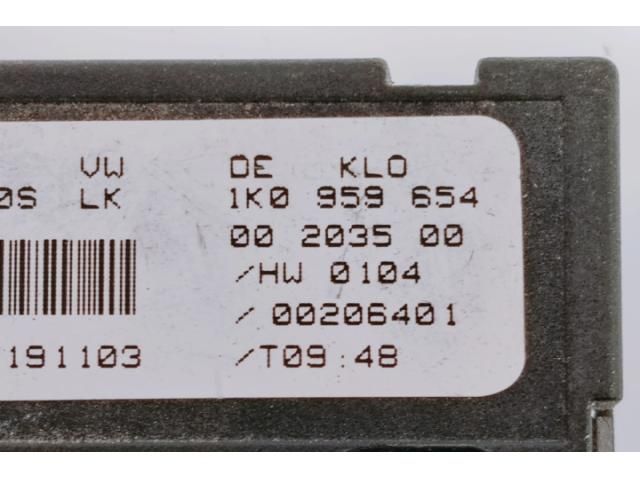 VW DE KLO
0S LK 1K0 959 654
00 2035 00
/HW 0104
/ 00206401
191103 /T09:48